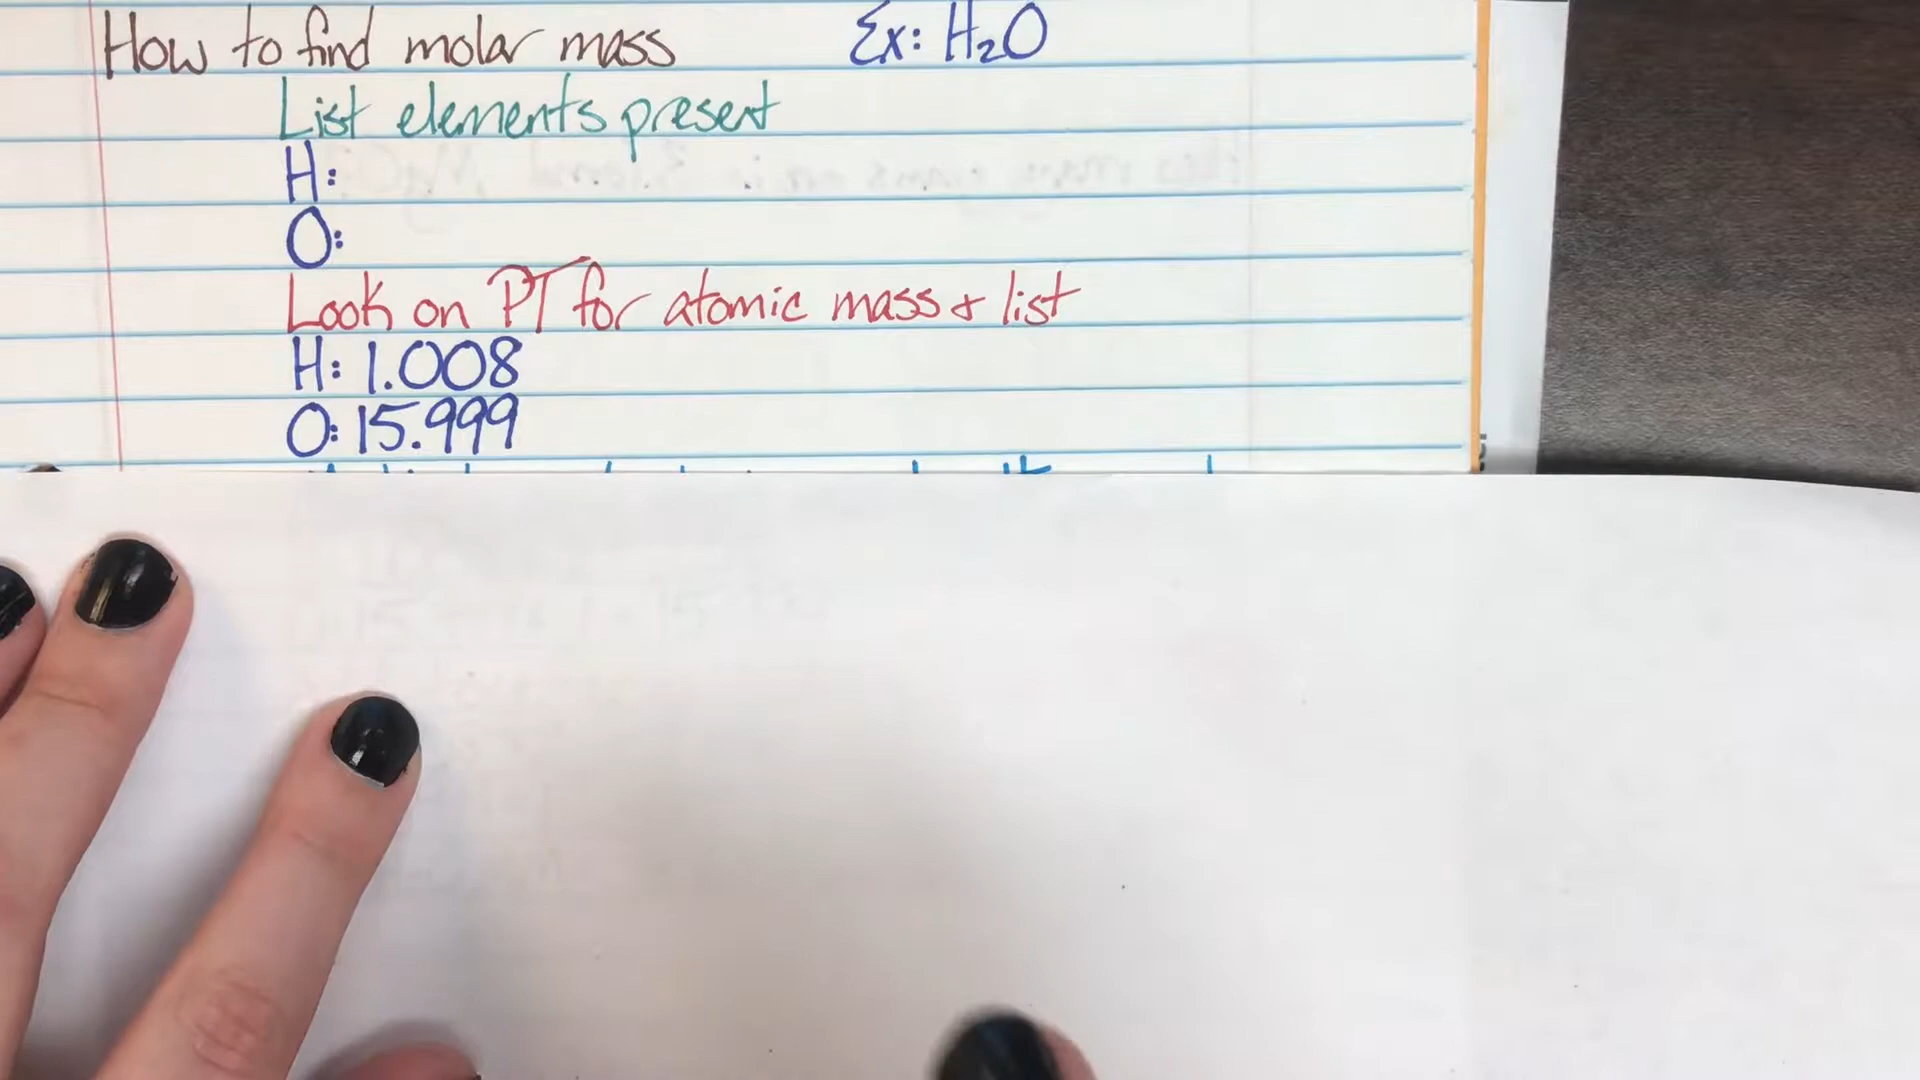 How to find molar mass Ex: H₂O
List elements present
H:
O:
Look on PT for atomic mass + list
H: 1.008
O: 15.999